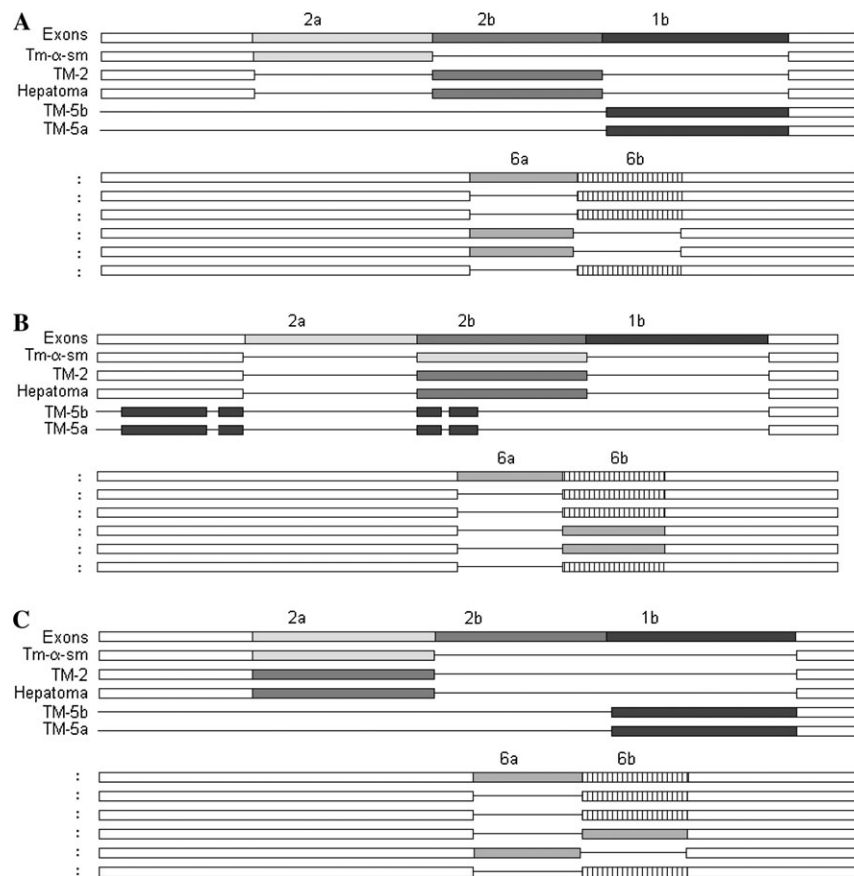 A
2a 2b 1b
Exons
Tm-α-sm
TM-2
Hepatoma
TM-5b
TM-5a
6a 6b
:
:
:
:
:
:
B
2a 2b 1b
Exons
Tm-α-sm
TM-2
Hepatoma
TM-5b
TM-5a
6a 6b
:
:
:
:
:
:
C
2a 2b 1b
Exons
Tm-α-sm
TM-2
Hepatoma
TM-5b
TM-5a
6a 6b
:
:
:
:
:
: